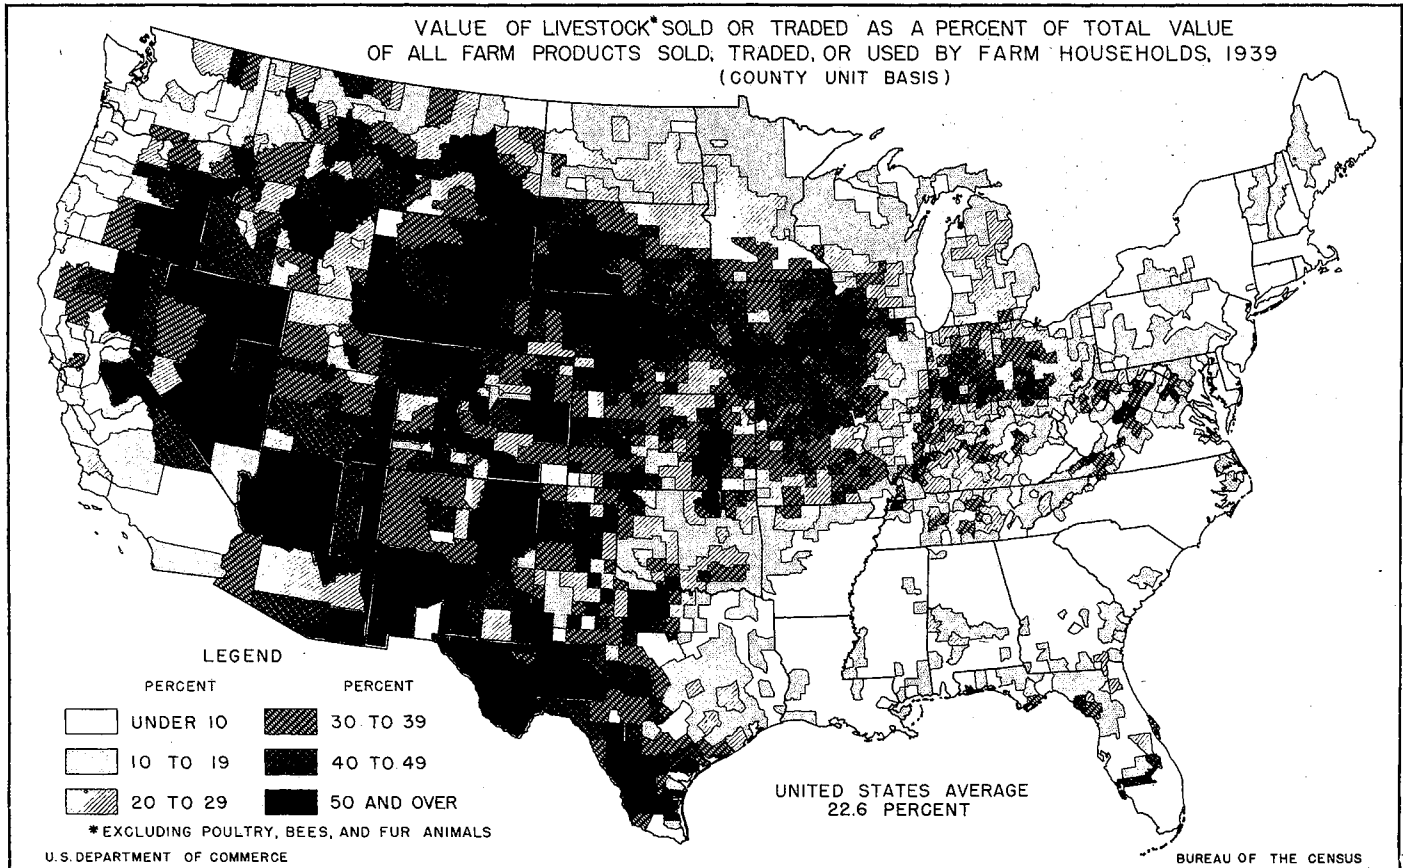 VALUE OF LIVESTOCK* SOLD OR TRADED AS A PERCENT OF TOTAL VALUE
OF ALL FARM PRODUCTS SOLD, TRADED, OR USED BY FARM HOUSEHOLDS, 1939
(COUNTY UNIT BASIS)
LEGEND
PERCENT PERCENT
UNDER 10 30 TO 39
10 TO 19 40 TO 49
20 TO 29 50 AND OVER
*EXCLUDING POULTRY, BEES, AND FUR ANIMALS
UNITED STATES AVERAGE
22.6 PERCENT
U.S. DEPARTMENT OF COMMERCE BUREAU OF THE CENSUS